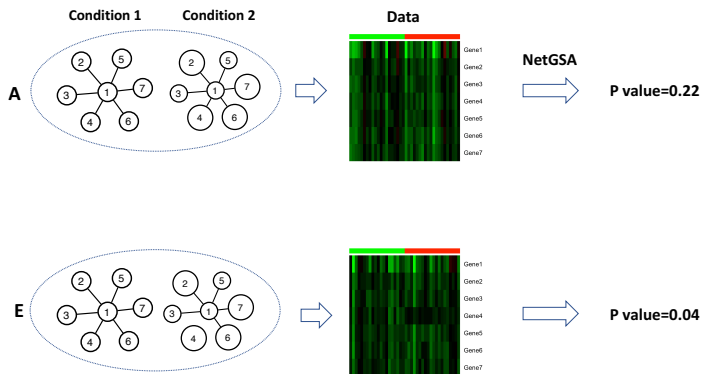 Condition 1 Condition 2 Data
A
2
5
3
1
7
4
6
2
5
3
1
7
4
6
Gene1
Gene2
Gene3
Gene4
Gene5
Gene6
Gene7
NetGSA
P value=0.22
E
2
5
3
1
7
4
6
2
5
3
1
7
4
6
Gene1
Gene2
Gene3
Gene4
Gene5
Gene6
Gene7
P value=0.04